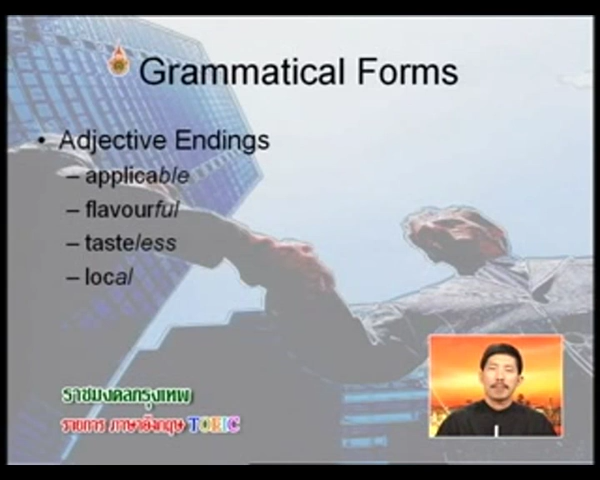 Grammatical Forms
• Adjective Endings
– applicable
– flavourful
– tasteless
– local
ราชมงคลกรุงเทพ
รายการ ภาษาอังกฤษ TOEIC